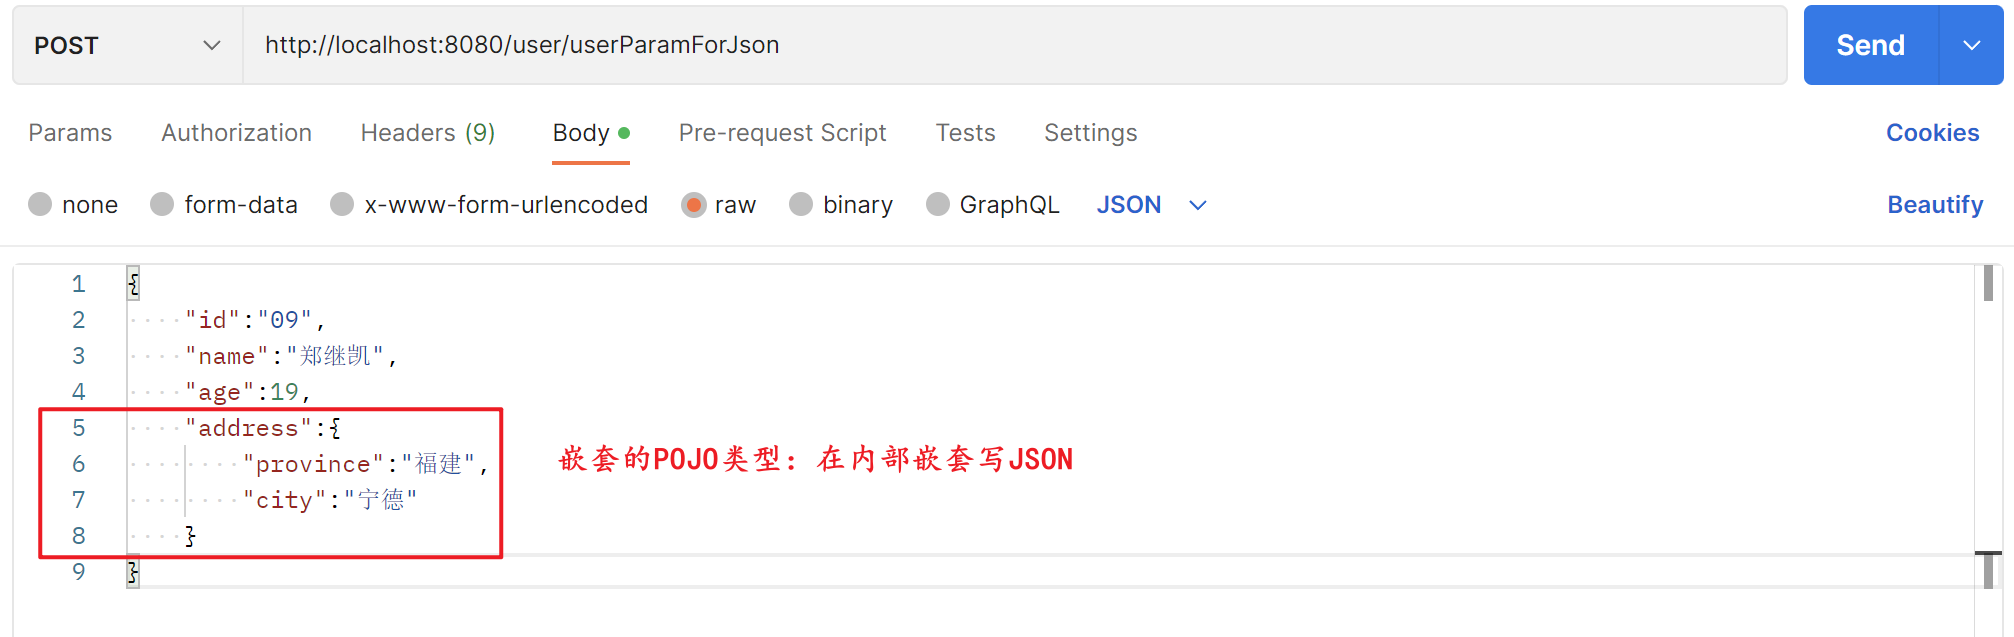 POST http://localhost:8080/user/userParamForJson Send
Params Authorization Headers (9) Body Pre-request Script Tests Settings Cookies
none form-data x-www-form-urlencoded raw binary GraphQL JSON Beautify
1 {
2 "id":"09",
3 "name":"郑继凯",
4 "age":19,
5 "address":{
6 "province":"福建",
嵌套的POJO类型：在内部嵌套写JSON
7 "city":"宁德"
8 }
9 }